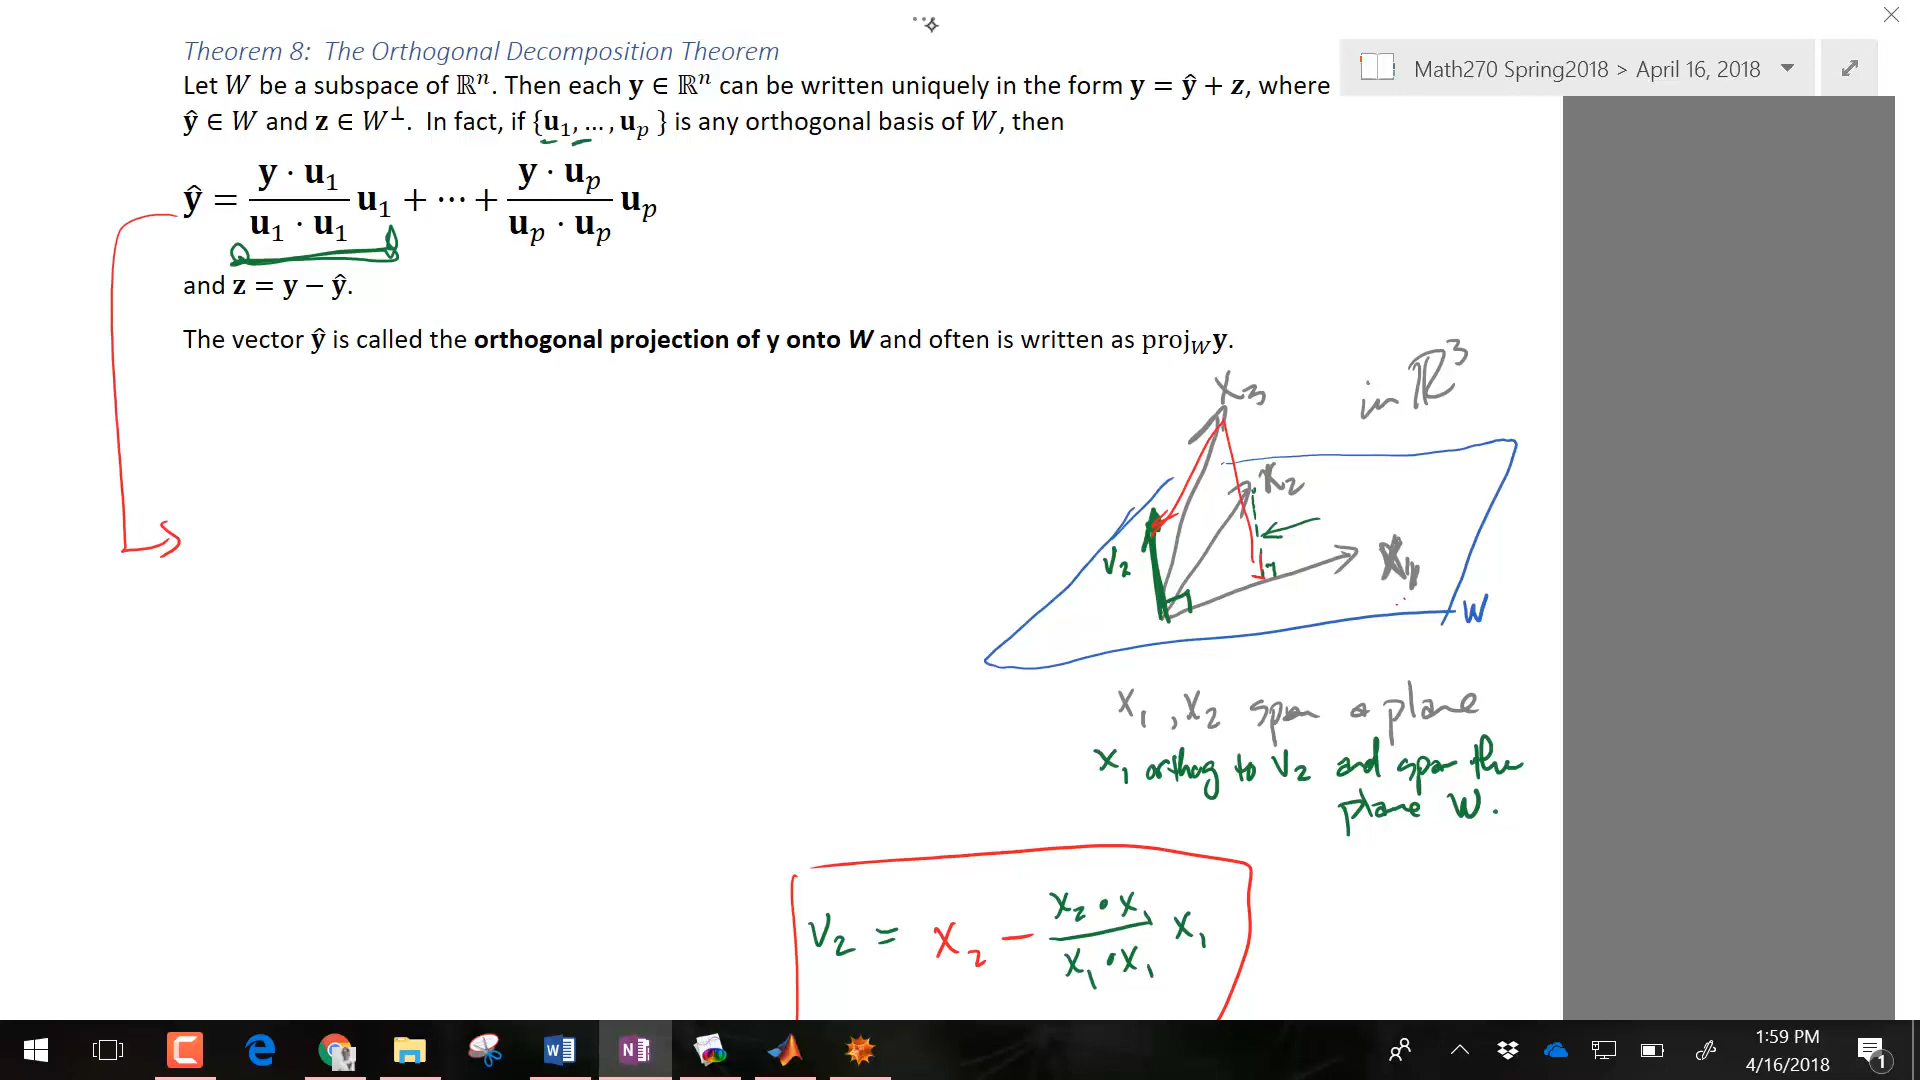 Theorem 8: The Orthogonal Decomposition Theorem
Math270 Spring2018 > April 16, 2018
Let W be a subspace of ℝⁿ. Then each y ∈ ℝⁿ can be written uniquely in the form y = ŷ + z, where
ŷ ∈ W and z ∈ W⊥. In fact, if {u₁, … , uₚ } is any orthogonal basis of W, then
ŷ = (y · u₁)/(u₁ · u₁) u₁ + ⋯ + (y · uₚ)/(uₚ · uₚ) uₚ
and z = y − ŷ.
The vector ŷ is called the orthogonal projection of y onto W and often is written as proj_W y.
in ℝ³
x₃
x₂
v₂
x₁
W
x₁ , x₂ span a plane
x₁ orthog to v₂ and span the
plane W.
v₂ = x₂ − (x₂ · x₁)/(x₁ · x₁) x₁
1:59 PM
4/16/2018
1